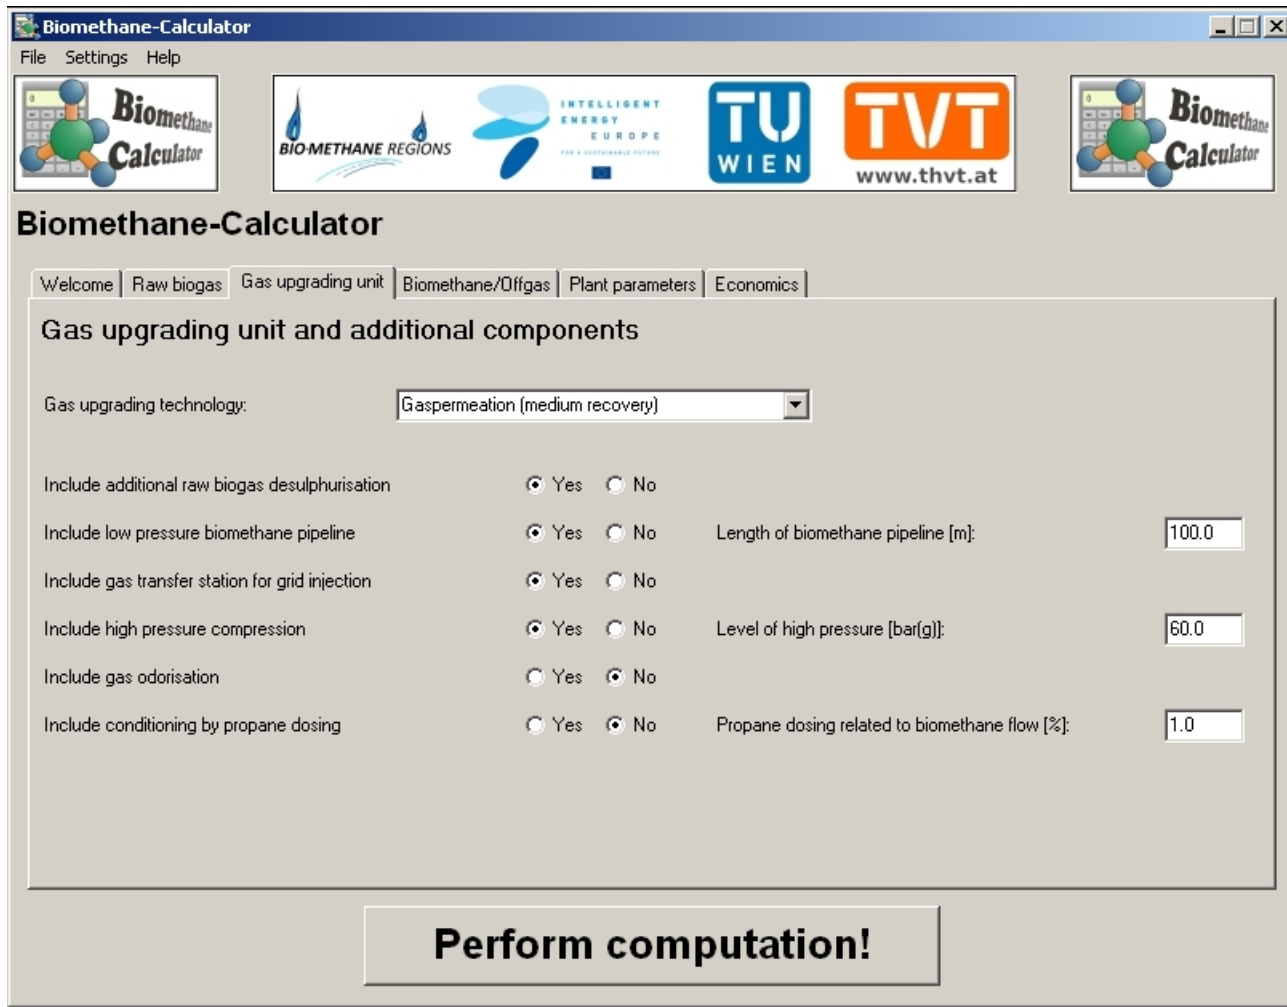 Biomethane-Calculator
File Settings Help
Biomethane
Calculator
BIO-METHANE REGIONS
INTELLIGENT
ENERGY
EUROPE
FOR A SUSTAINABLE FUTURE
TU
WIEN
TVT
www.thvt.at
Biomethane
Calculator
Biomethane-Calculator
Welcome Raw biogas Gas upgrading unit Biomethane/Offgas Plant parameters Economics
Gas upgrading unit and additional components
Gas upgrading technology: Gaspermeation (medium recovery)
Include additional raw biogas desulphurisation Yes No
Include low pressure biomethane pipeline Yes No Length of biomethane pipeline [m]: 100.0
Include gas transfer station for grid injection Yes No
Include high pressure compression Yes No Level of high pressure [bar(g)]: 60.0
Include gas odorisation Yes No
Include conditioning by propane dosing Yes No Propane dosing related to biomethane flow [%]: 1.0
Perform computation!